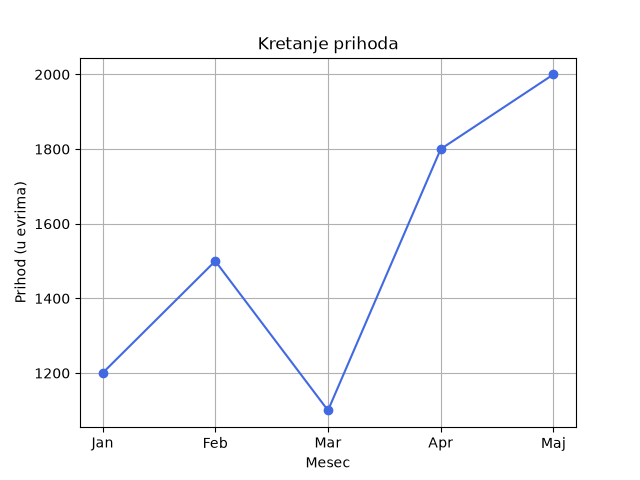 Kretanje prihoda
Prihod (u evrima)
2000
1800
1600
1400
1200
Jan Feb Mar Apr Maj
Mesec